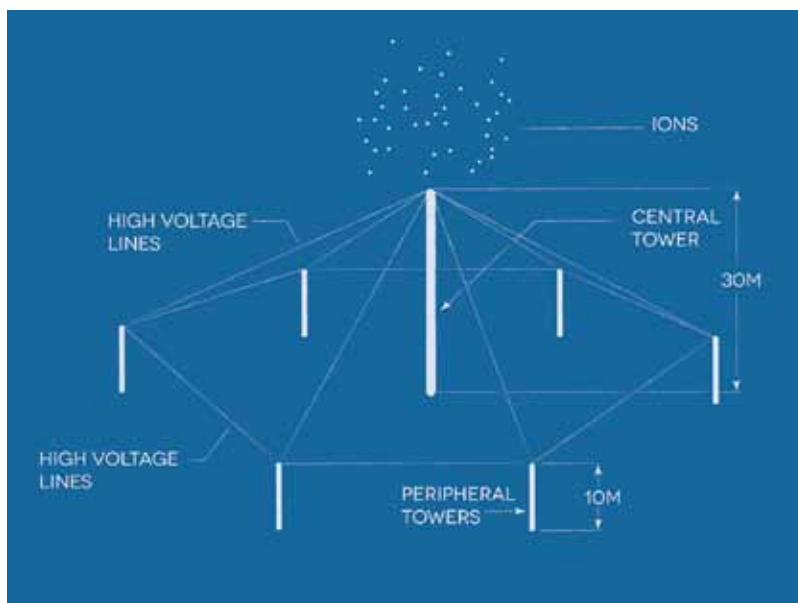 IONS
HIGH VOLTAGE
LINES
CENTRAL
TOWER
30M
HIGH VOLTAGE
LINES
PERIPHERAL
TOWERS
10M